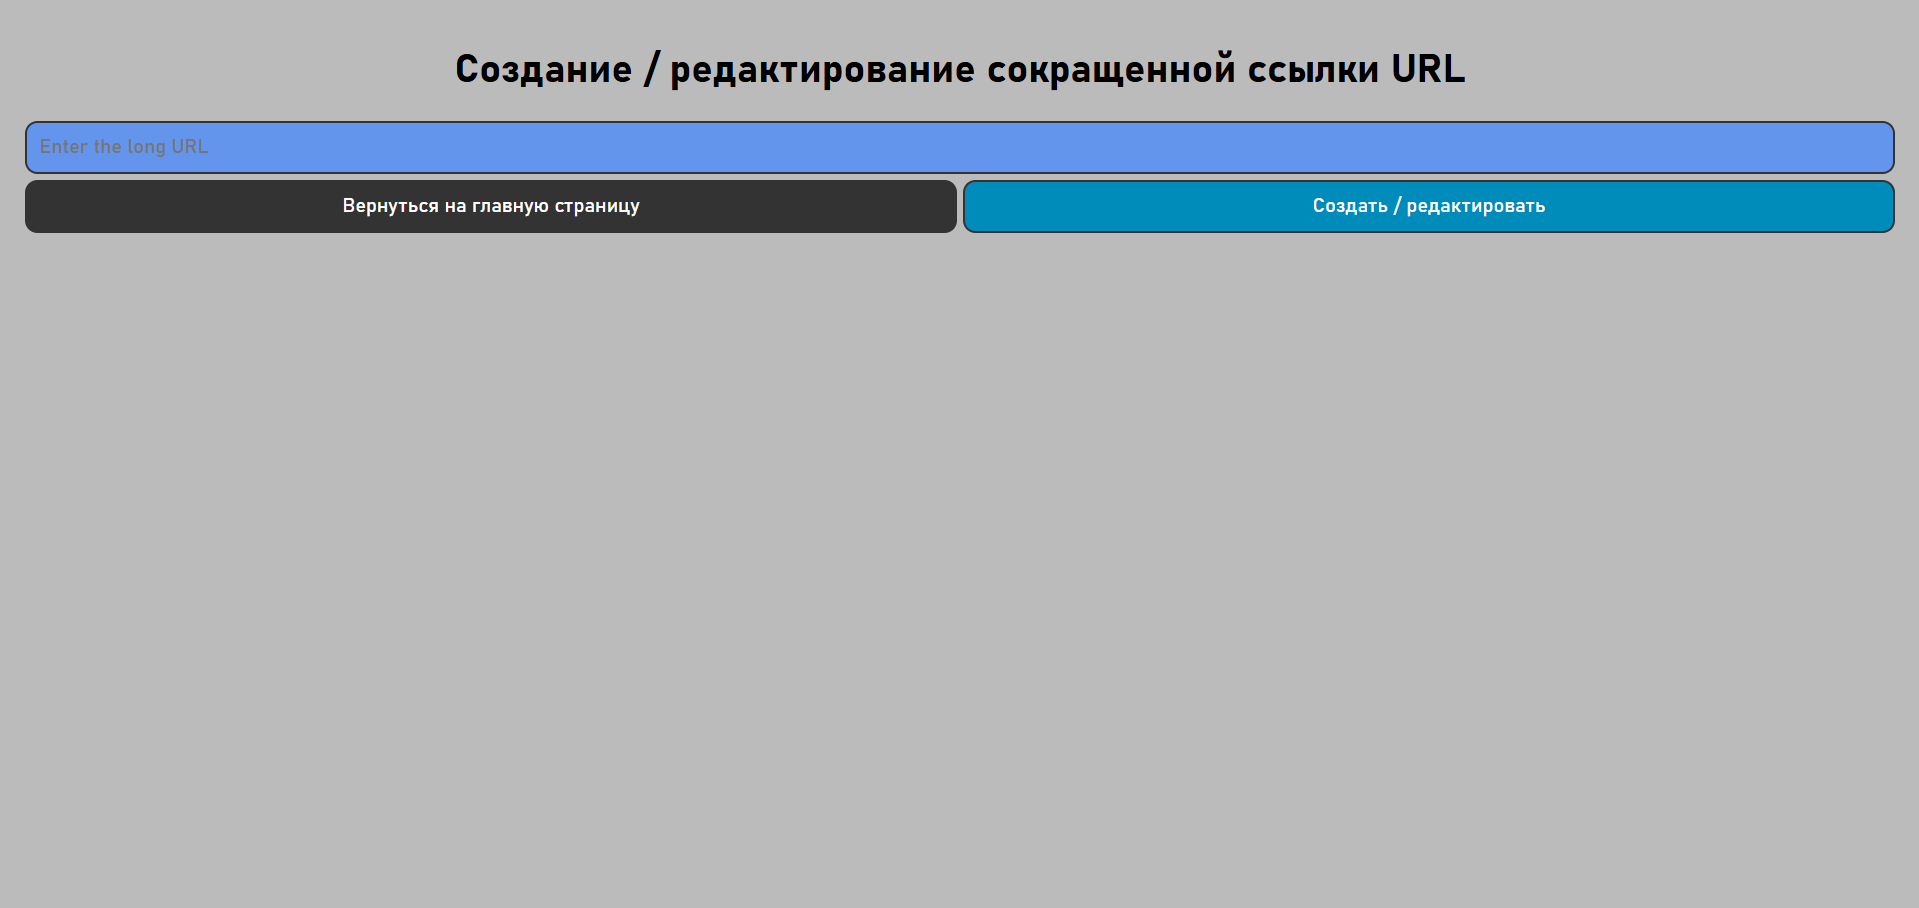 Создание / редактирование сокращенной ссылки URL
Enter the long URL
Вернуться на главную страницу
Создать / редактировать